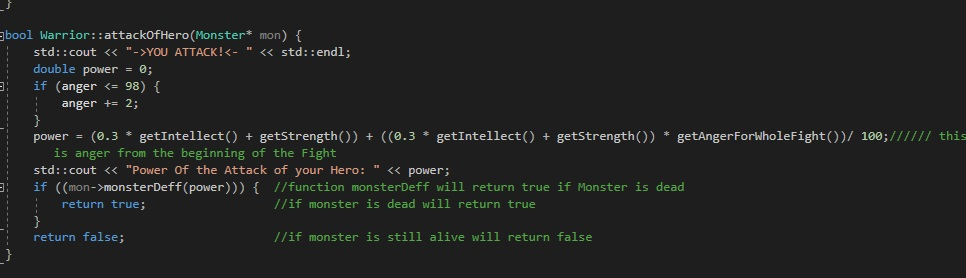 }
bool Warrior::attackOfHero(Monster* mon) {
std::cout << "->YOU ATTACK!<- " << std::endl;
double power = 0;
if (anger <= 98) {
anger += 2;
}
power = (0.3 * getIntellect() + getStrength()) + ((0.3 * getIntellect() + getStrength()) * getAngerForWholeFight())/ 100;////// this
is anger from the beginning of the Fight
std::cout << "Power Of the Attack of your Hero: " << power;
if ((mon->monsterDeff(power))) { //function monsterDeff will return true if Monster is dead
return true; //if monster is dead will return true
}
return false; //if monster is still alive will return false
}